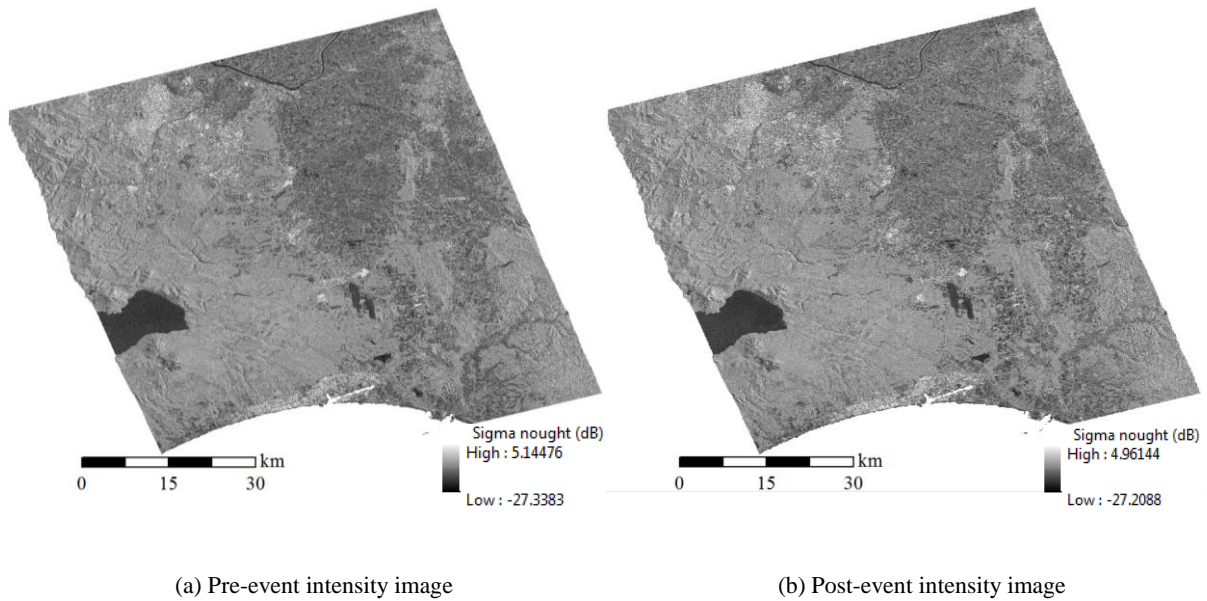 Sigma nought (dB)
High : 5.14476
Low : -27.3383
km
0 15 30
Sigma nought (dB)
High : 4.96144
Low : -27.2088
km
0 15 30
(a) Pre-event intensity image
(b) Post-event intensity image